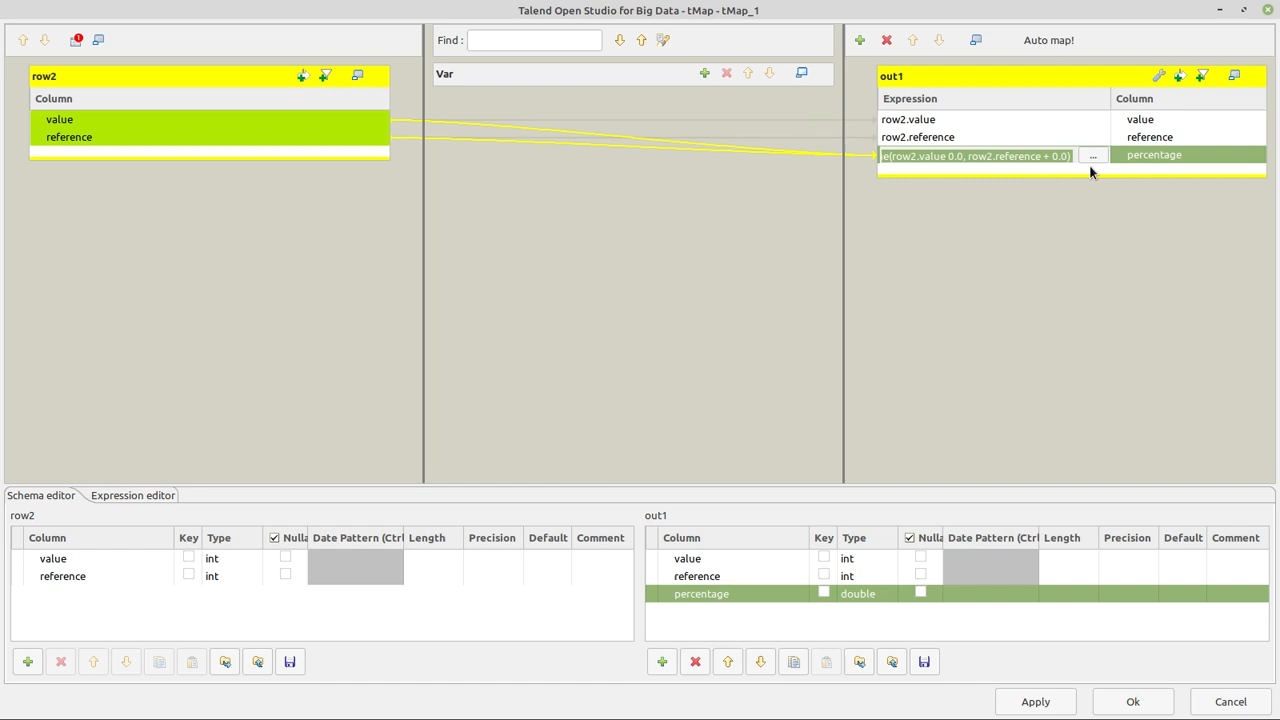 Talend Open Studio for Big Data - tMap - tMap_1
Find :
Auto map!
row2
Var
out1
Column
Expression Column
value
reference
row2.value value
row2.reference reference
e(row2.value 0.0, row2.reference + 0.0) ... percentage
Schema editor Expression editor
row2
Column Key Type Nulla Date Pattern (Ctrl Length Precision Default Comment
value int
reference int
out1
Column Key Type Nulla Date Pattern (Ctrl Length Precision Default Comment
value int
reference int
percentage double
Apply Ok Cancel